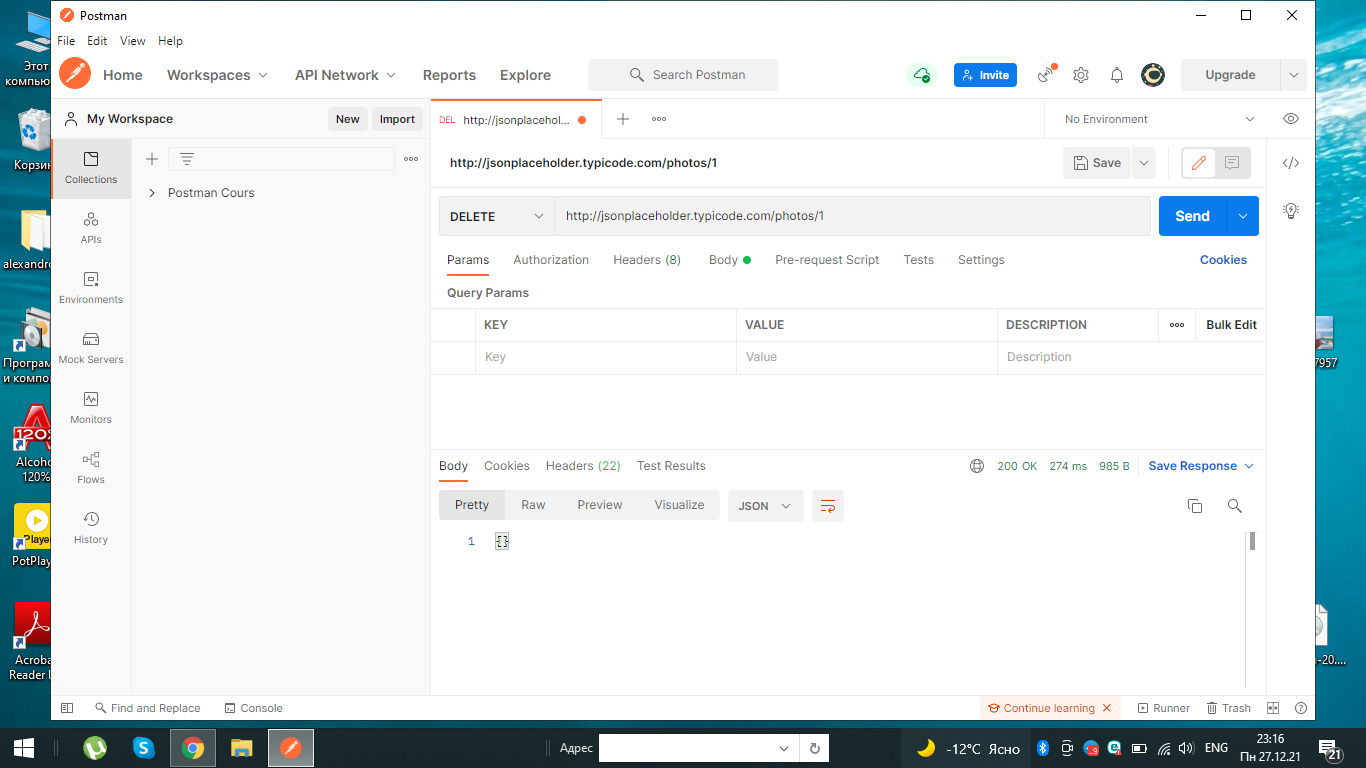 Postman
File Edit View Help
Home Workspaces API Network Reports Explore Search Postman Invite Upgrade
My Workspace New Import
DEL http://jsonplacehol... No Environment
Collections
APIs
Environments
Mock Servers
Monitors
Flows
History
Postman Cours
http://jsonplaceholder.typicode.com/photos/1 Save
DELETE http://jsonplaceholder.typicode.com/photos/1 Send
Params Authorization Headers (8) Body Pre-request Script Tests Settings Cookies
Query Params
KEY VALUE DESCRIPTION Bulk Edit
Key Value Description
Body Cookies Headers (22) Test Results 200 OK 274 ms 985 B Save Response
Pretty Raw Preview Visualize JSON
1 {}
Find and Replace Console Continue learning Runner Trash
Этот
компью
Корзин
alexandr
Програм
и компо
120%
Alcoho
120%
Player
PotPlay
Acroba
Reader
7957
-20....
Адрес -12°C Ясно ENG 23:16
Пн 27.12.21 21